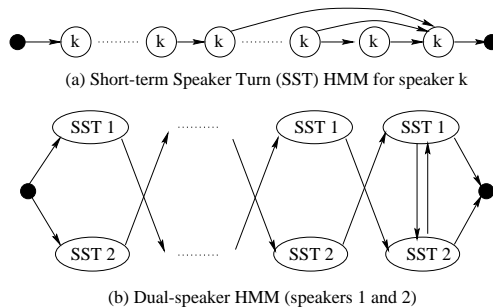 k k k k k k
(a) Short-term Speaker Turn (SST) HMM for speaker k
SST 1 SST 1 SST 1
SST 2 SST 2 SST 2
(b) Dual-speaker HMM (speakers 1 and 2)